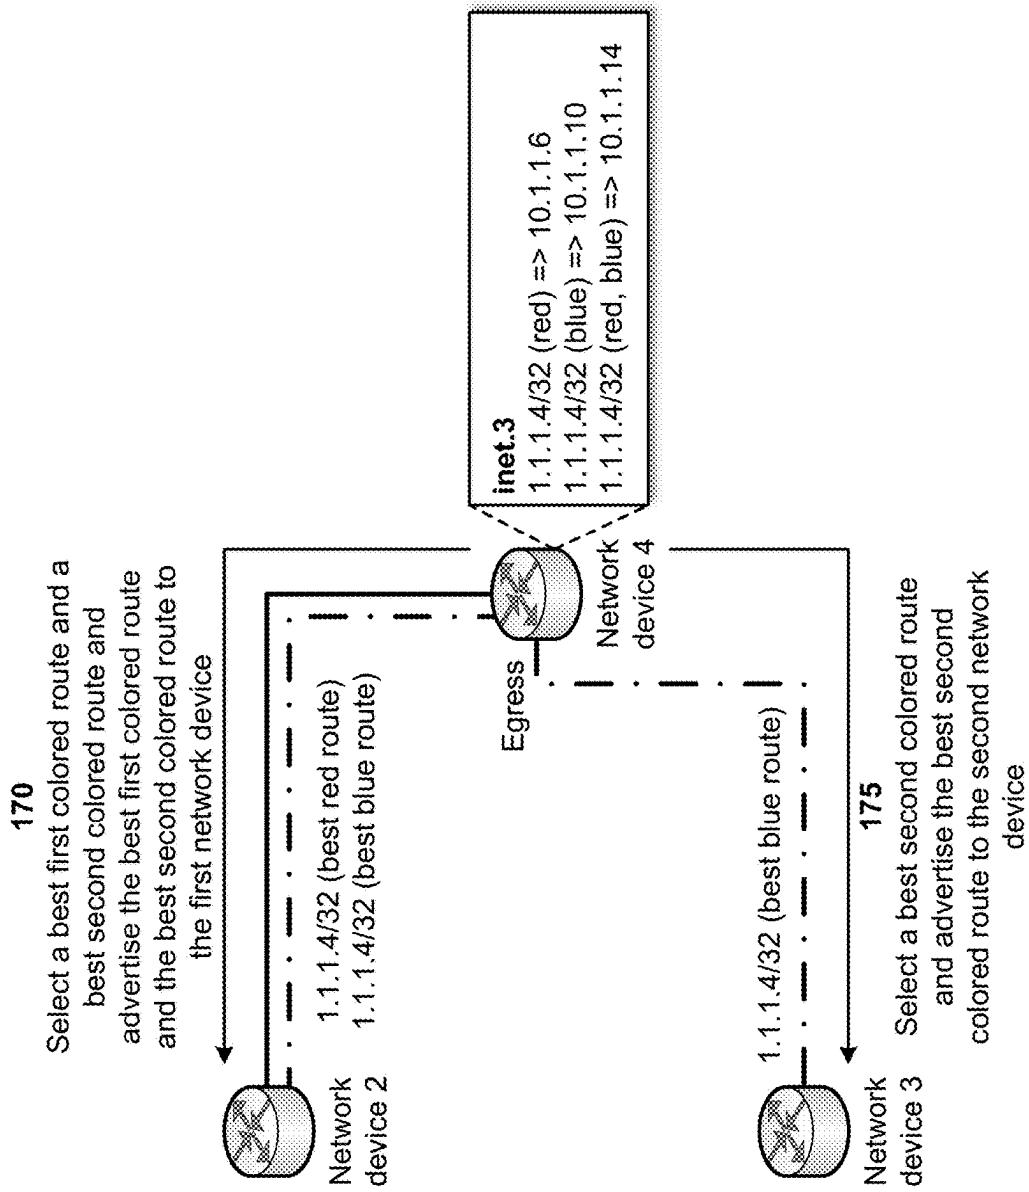 170
Select a best first colored route and a
best second colored route and
advertise the best first colored route
and the best second colored route to
the first network device
Network
device 2
1.1.1.4/32 (best red route)
1.1.1.4/32 (best blue route)
Egress
Network
device 4
inet.3
1.1.1.4/32 (red) => 10.1.1.6
1.1.1.4/32 (blue) => 10.1.1.10
1.1.1.4/32 (red, blue) => 10.1.1.14
1.1.1.4/32 (best blue route)
Network
device 3
175
Select a best second colored route
and advertise the best second
colored route to the second network
device